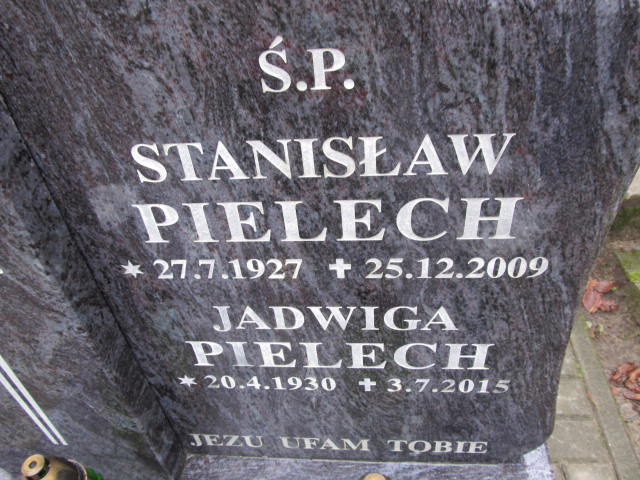 Ś.P.
STANISŁAW
PIELECH
* 27.7.1927 ✝ 25.12.2009
JADWIGA
PIELECH
* 20.4.1930 ✝ 3.7.2015
JEZU UFAM TOBIE